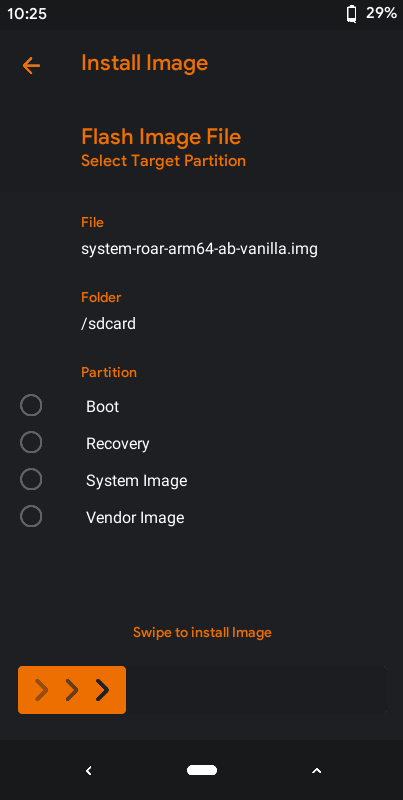 10:25
29%
Install Image
Flash Image File
Select Target Partition
File
system-roar-arm64-ab-vanilla.img
Folder
/sdcard
Partition
Boot
Recovery
System Image
Vendor Image
Swipe to install Image